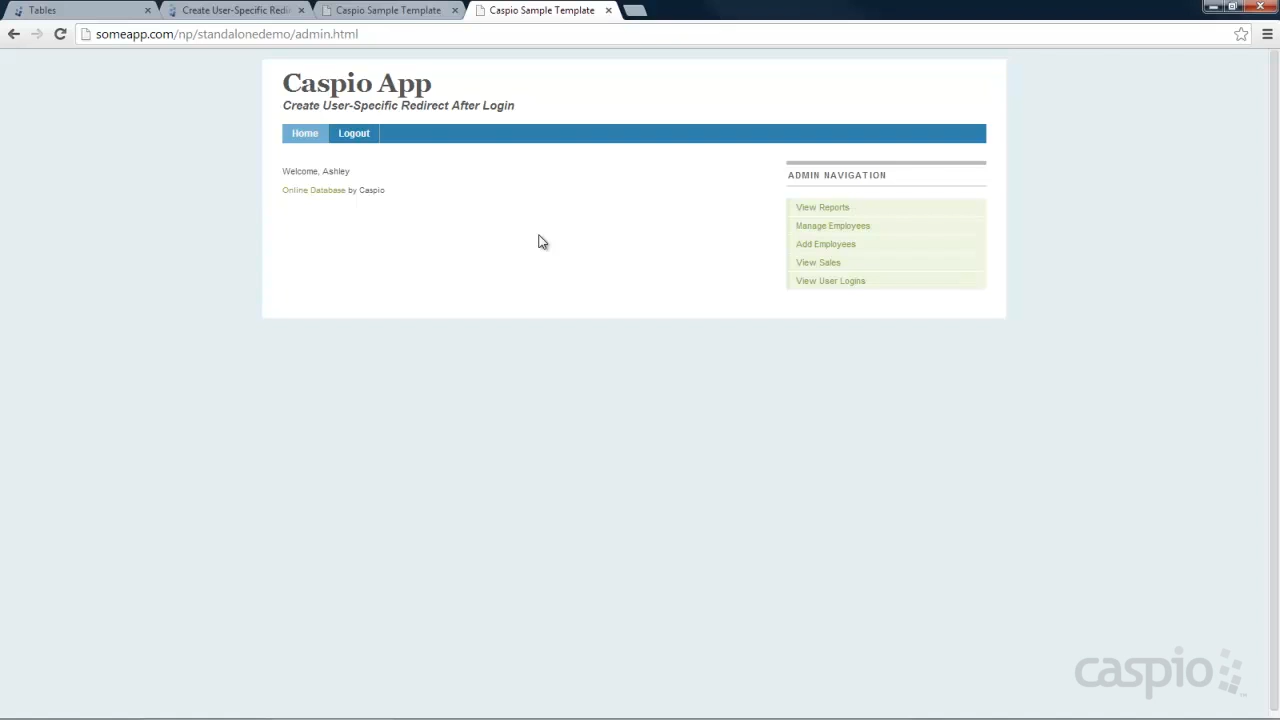 Tables
Create User-Specific Redi
Caspio Sample Template
Caspio Sample Template
someapp.com/np/standalonedemo/admin.html
Caspio App
Create User-Specific Redirect After Login
Home
Logout
Welcome, Ashley
Online Database by Caspio
ADMIN NAVIGATION
View Reports
Manage Employees
Add Employees
View Sales
View User Logins
caspio